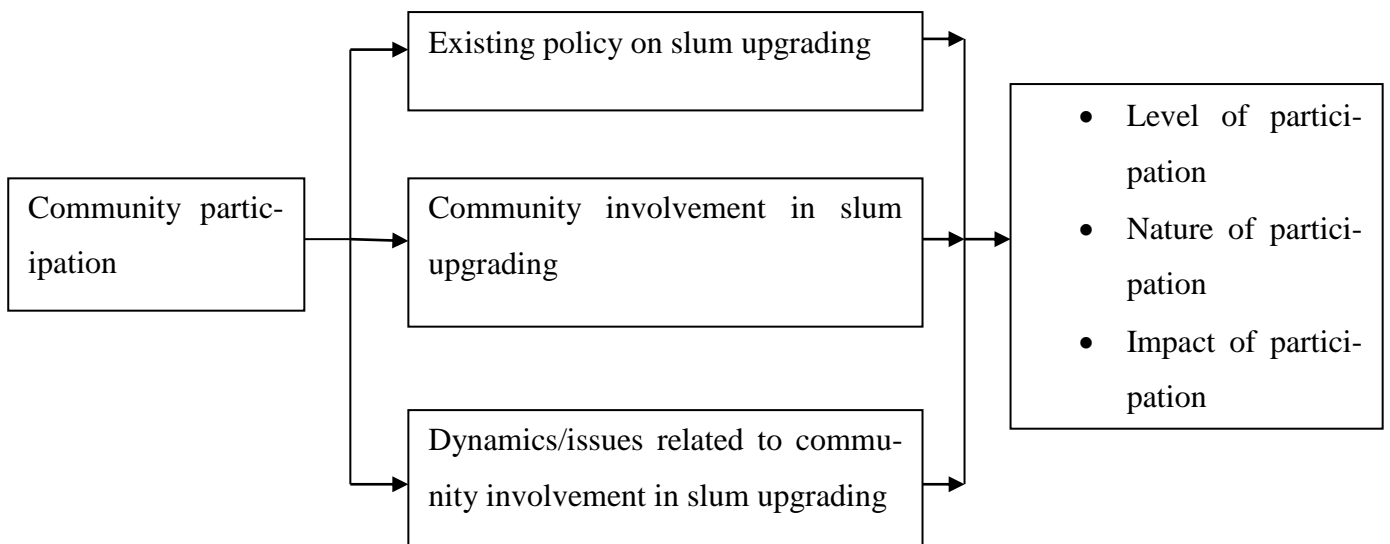 Existing policy on slum upgrading
Community partic-
ipation
Community involvement in slum
upgrading
Dynamics/issues related to commu-
nity involvement in slum upgrading
• Level of partici-
pation
• Nature of partici-
pation
• Impact of partici-
pation